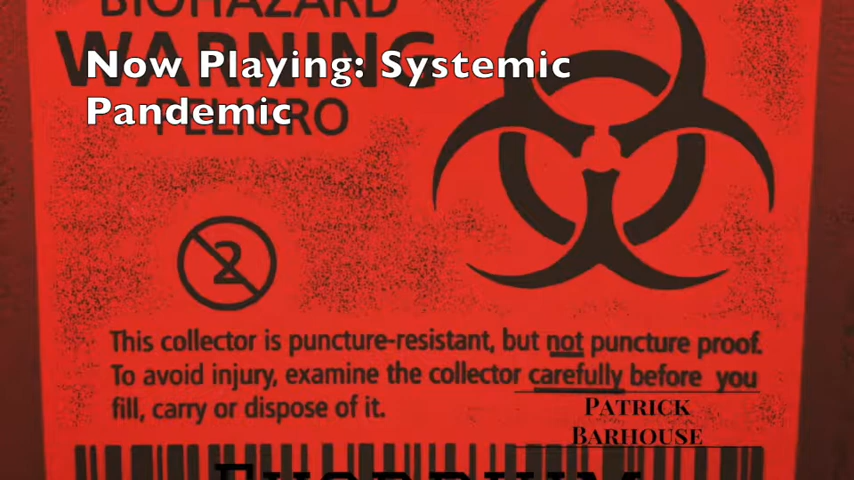 BIOHAZARD
WARNING
Now Playing: Systemic
Pandemic
PELIGRO
2
This collector is puncture-resistant, but not puncture proof.
To avoid injury, examine the collector carefully before you
fill, carry or dispose of it.
PATRICK
BARHOUSE